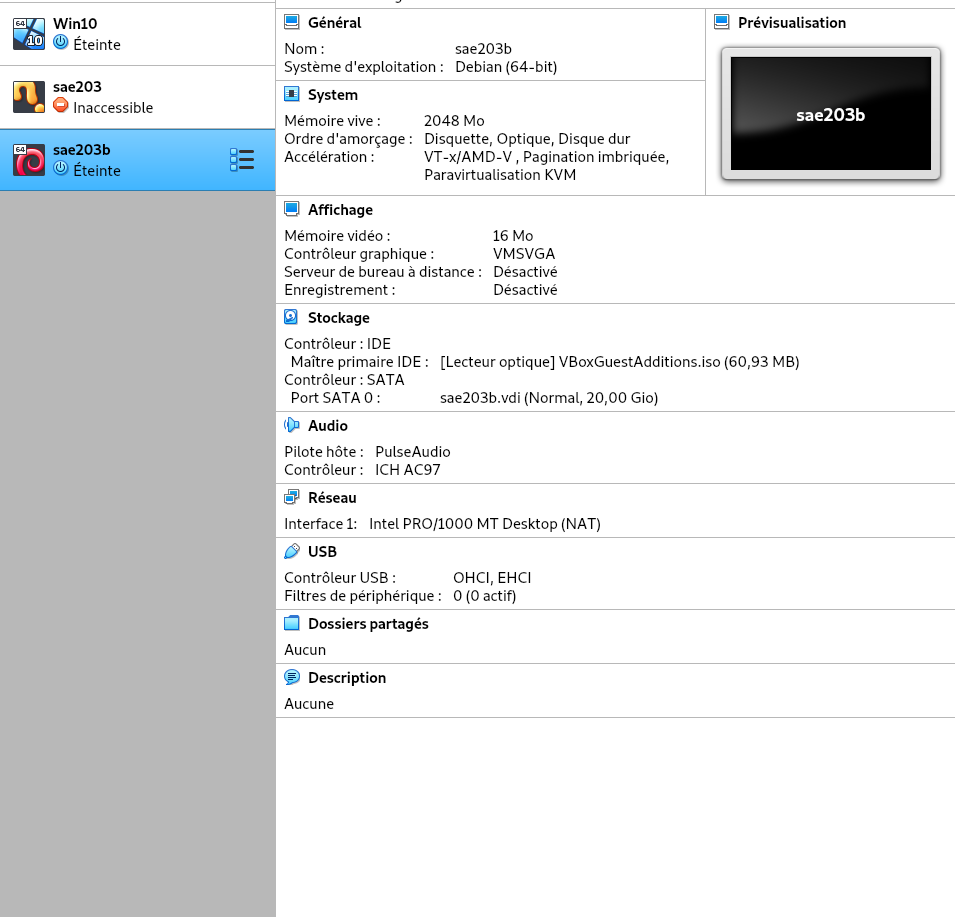 Win10
Éteinte
sae203
Inaccessible
sae203b
Éteinte
Général
Nom : sae203b
Système d'exploitation : Debian (64-bit)
System
Mémoire vive : 2048 Mo
Ordre d'amorçage : Disquette, Optique, Disque dur
Accélération : VT-x/AMD-V , Pagination imbriquée,
Paravirtualisation KVM
Prévisualisation
sae203b
Affichage
Mémoire vidéo : 16 Mo
Contrôleur graphique : VMSVGA
Serveur de bureau à distance : Désactivé
Enregistrement : Désactivé
Stockage
Contrôleur : IDE
Maître primaire IDE : [Lecteur optique] VBoxGuestAdditions.iso (60,93 MB)
Contrôleur : SATA
Port SATA 0 : sae203b.vdi (Normal, 20,00 Gio)
Audio
Pilote hôte : PulseAudio
Contrôleur : ICH AC97
Réseau
Interface 1: Intel PRO/1000 MT Desktop (NAT)
USB
Contrôleur USB : OHCI, EHCI
Filtres de périphérique : 0 (0 actif)
Dossiers partagés
Aucun
Description
Aucune